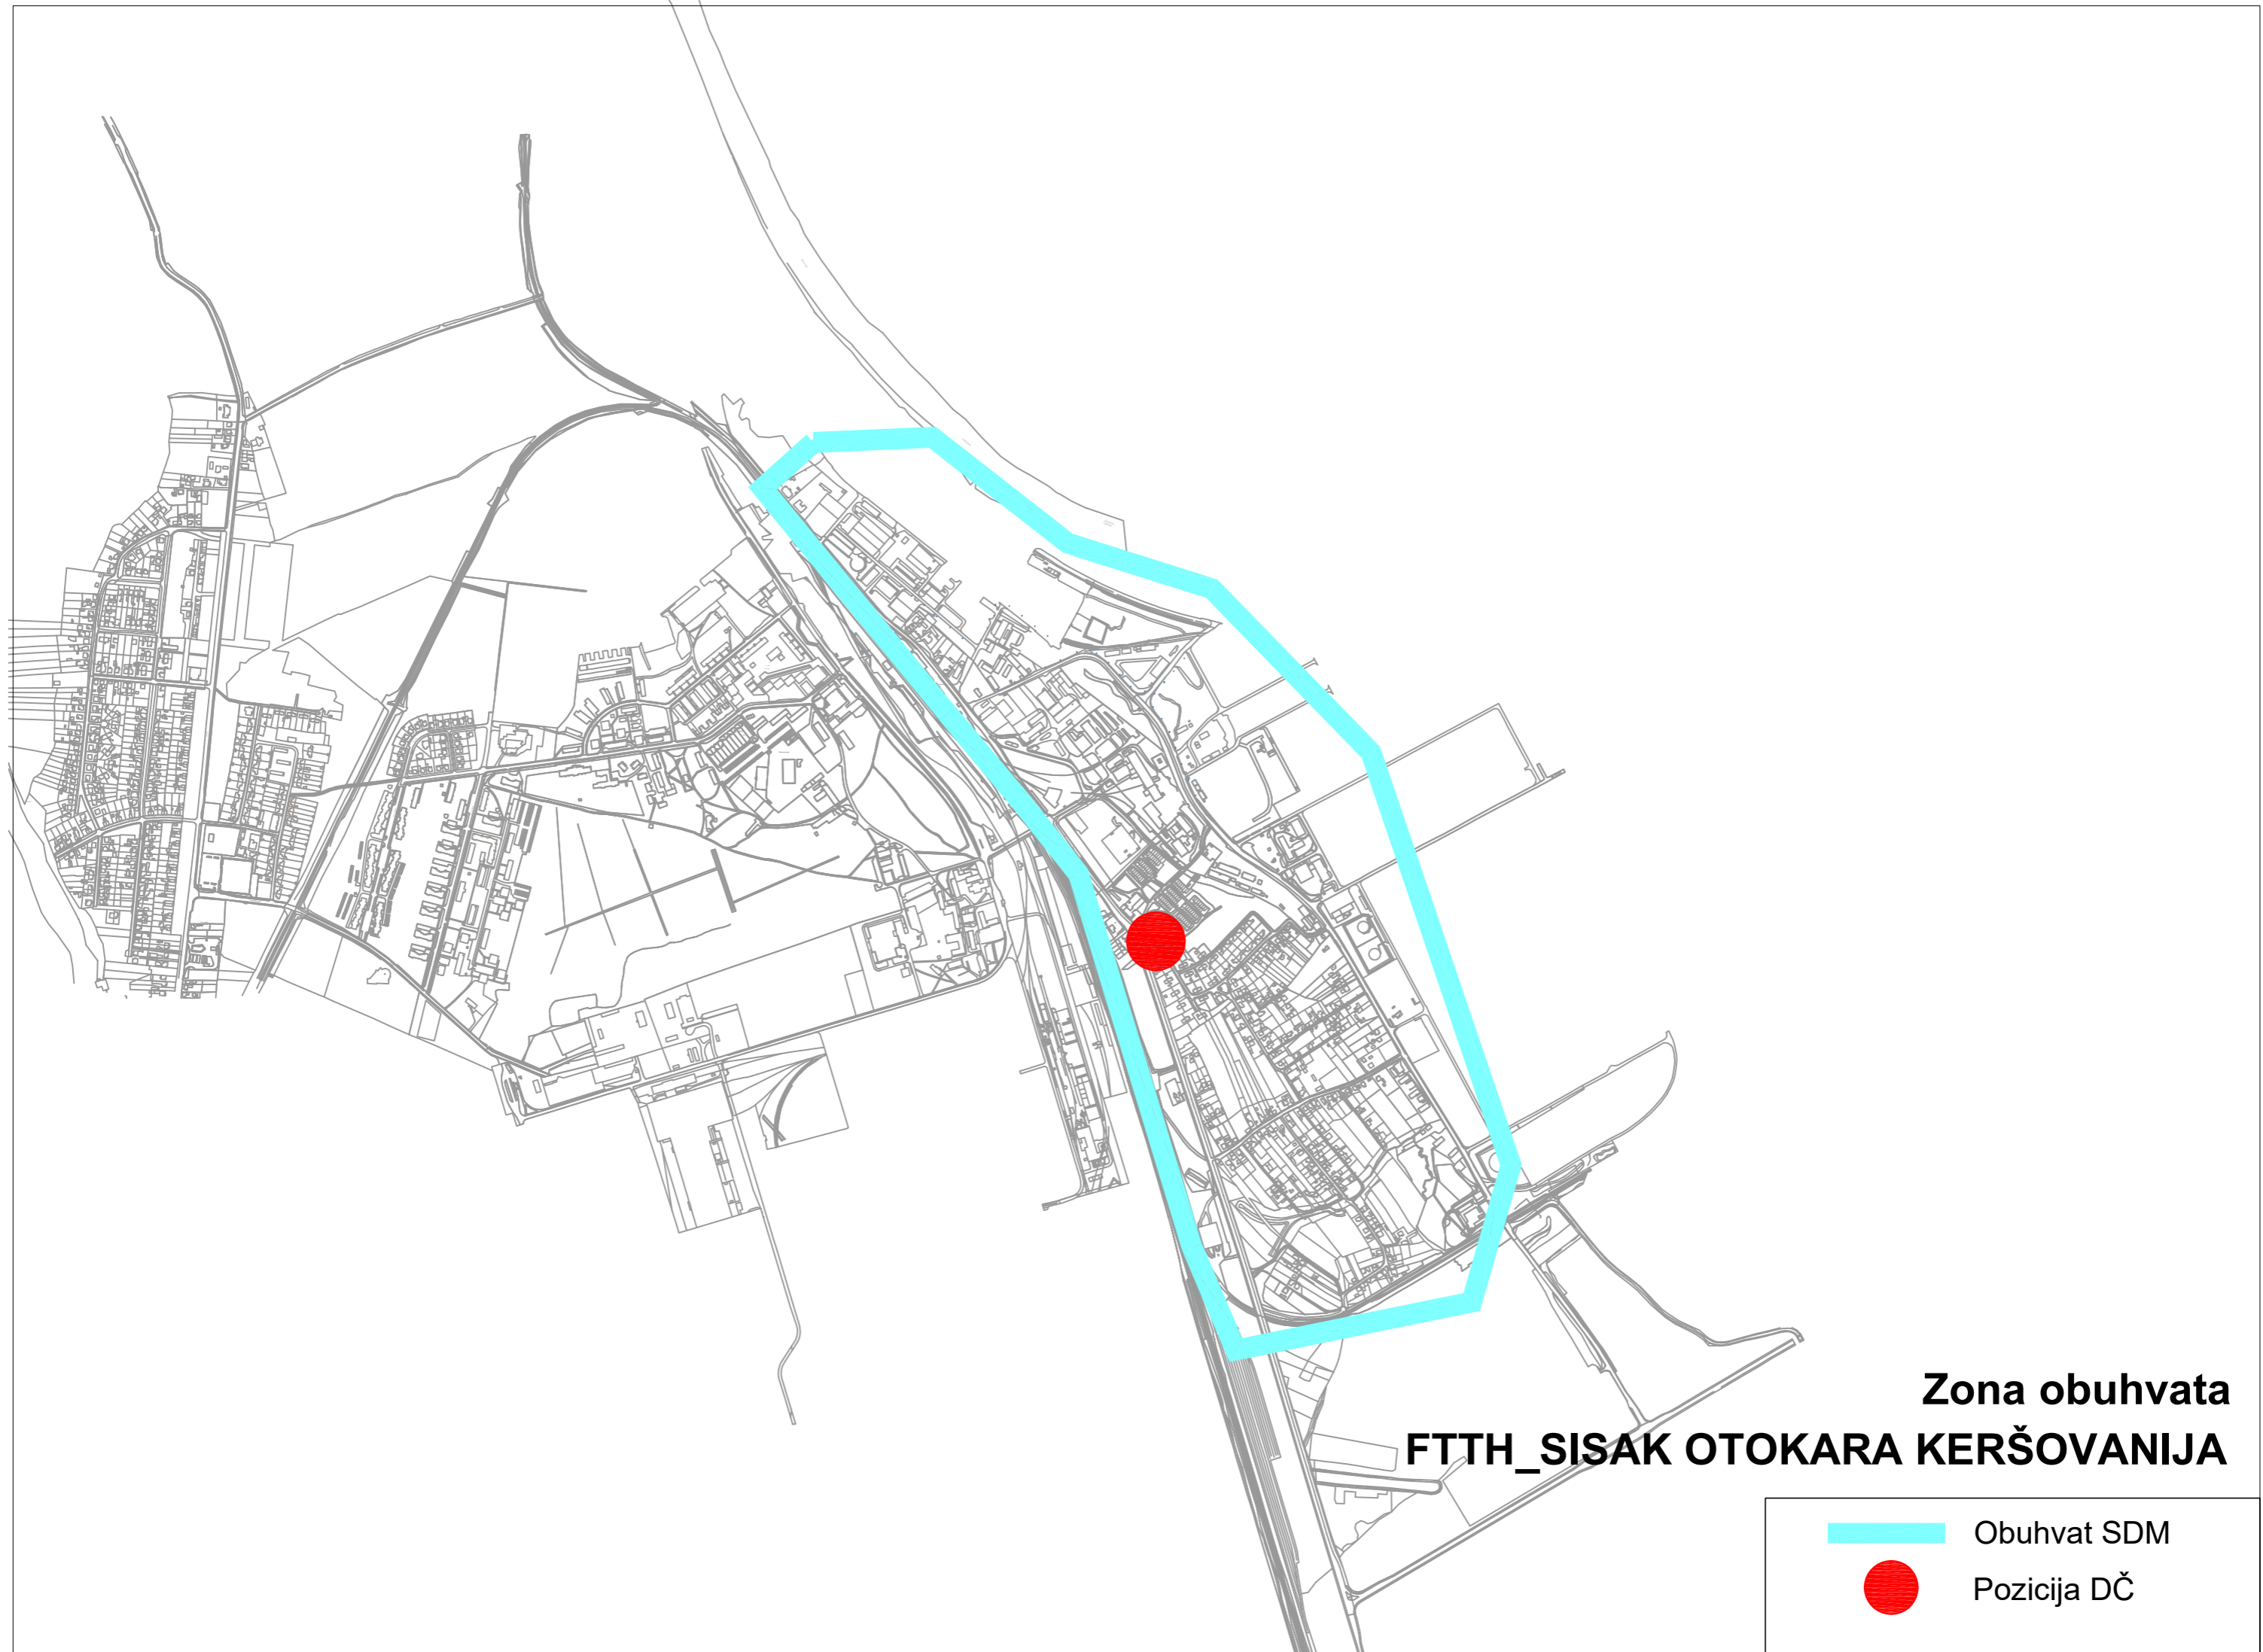 Zona obuhvata
FTTH_SISAK OTOKARA KERŠOVANIJA
Obuhvat SDM
Pozicija DČ